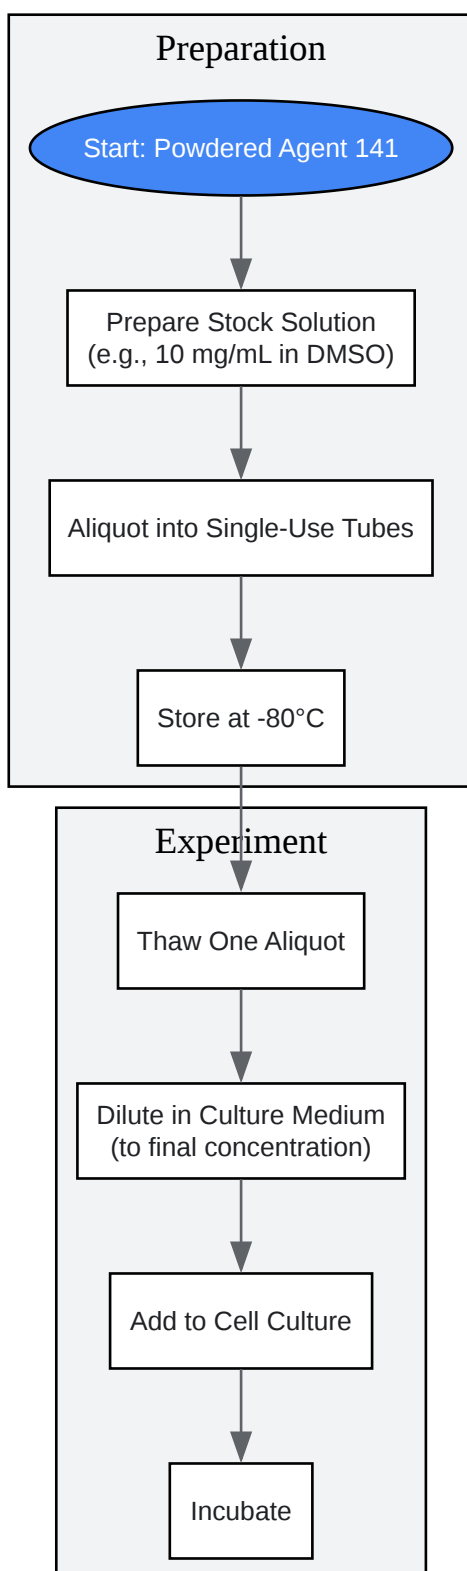 Preparation
Start: Powdered Agent 141
Prepare Stock Solution
(e.g., 10 mg/mL in DMSO)
Aliquot into Single-Use Tubes
Store at -80°C
Experiment
Thaw One Aliquot
Dilute in Culture Medium
(to final concentration)
Add to Cell Culture
Incubate